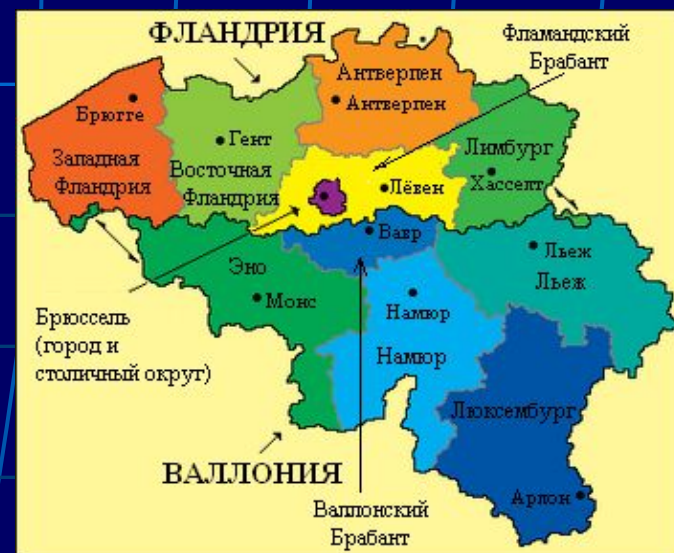 ФЛАНДРИЯ
Фламандский
Брабант
Антверпен
Антверпен
Брюгге
Гент
Лимбург
Западная
Фландрия
Восточная
Фландрия
Лёвен
Хасселт
Вавр
Льеж
Льеж
Эно
Монс
Брюссель
(город и
столичный округ)
Намюр
Намюр
Люксембург
ВАЛЛОНИЯ
Валлонский
Брабант
Арлон